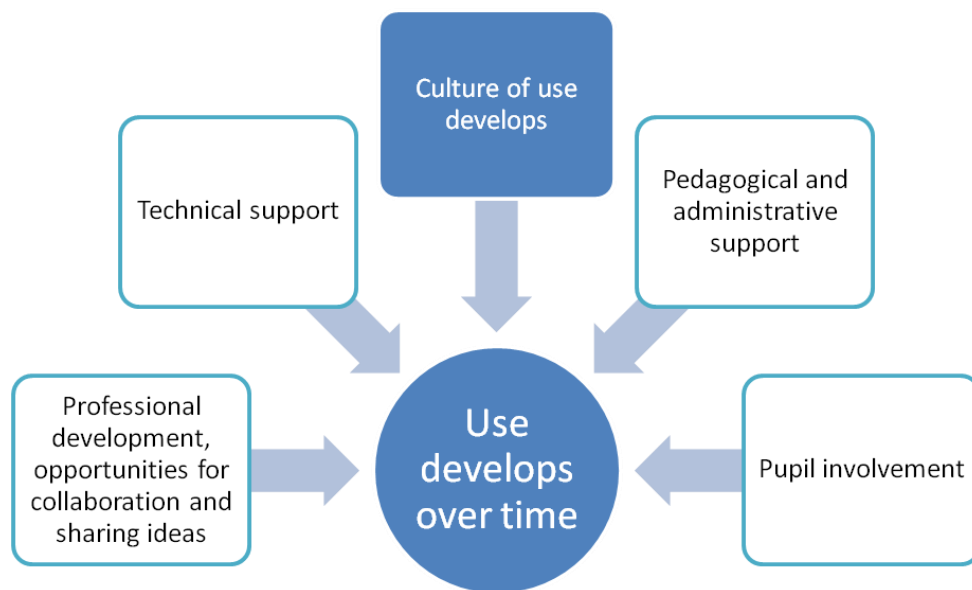 Culture of use
develops
Technical support
Pedagogical and
administrative
support
Professional
development,
opportunities for
collaboration and
sharing ideas
Use
develops
over time
Pupil involvement